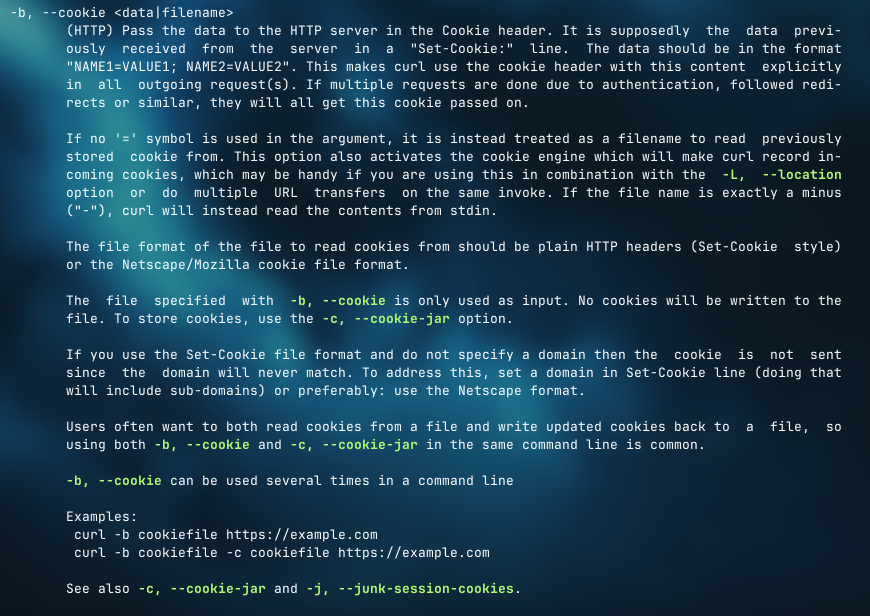 -b, --cookie <data|filename>
(HTTP) Pass the data to the HTTP server in the Cookie header. It is supposedly the data previ-
ously received from the server in a "Set-Cookie:" line. The data should be in the format
"NAME1=VALUE1; NAME2=VALUE2". This makes curl use the cookie header with this content explicitly
in all outgoing request(s). If multiple requests are done due to authentication, followed redi-
rects or similar, they will all get this cookie passed on.

If no '=' symbol is used in the argument, it is instead treated as a filename to read previously
stored cookie from. This option also activates the cookie engine which will make curl record in-
coming cookies, which may be handy if you are using this in combination with the -L, --location
option or do multiple URL transfers on the same invoke. If the file name is exactly a minus
("-"), curl will instead read the contents from stdin.

The file format of the file to read cookies from should be plain HTTP headers (Set-Cookie style)
or the Netscape/Mozilla cookie file format.

The file specified with -b, --cookie is only used as input. No cookies will be written to the
file. To store cookies, use the -c, --cookie-jar option.

If you use the Set-Cookie file format and do not specify a domain then the cookie is not sent
since the domain will never match. To address this, set a domain in Set-Cookie line (doing that
will include sub-domains) or preferably: use the Netscape format.

Users often want to both read cookies from a file and write updated cookies back to a file, so
using both -b, --cookie and -c, --cookie-jar in the same command line is common.

-b, --cookie can be used several times in a command line

Examples:
curl -b cookiefile https://example.com
curl -b cookiefile -c cookiefile https://example.com

See also -c, --cookie-jar and -j, --junk-session-cookies.